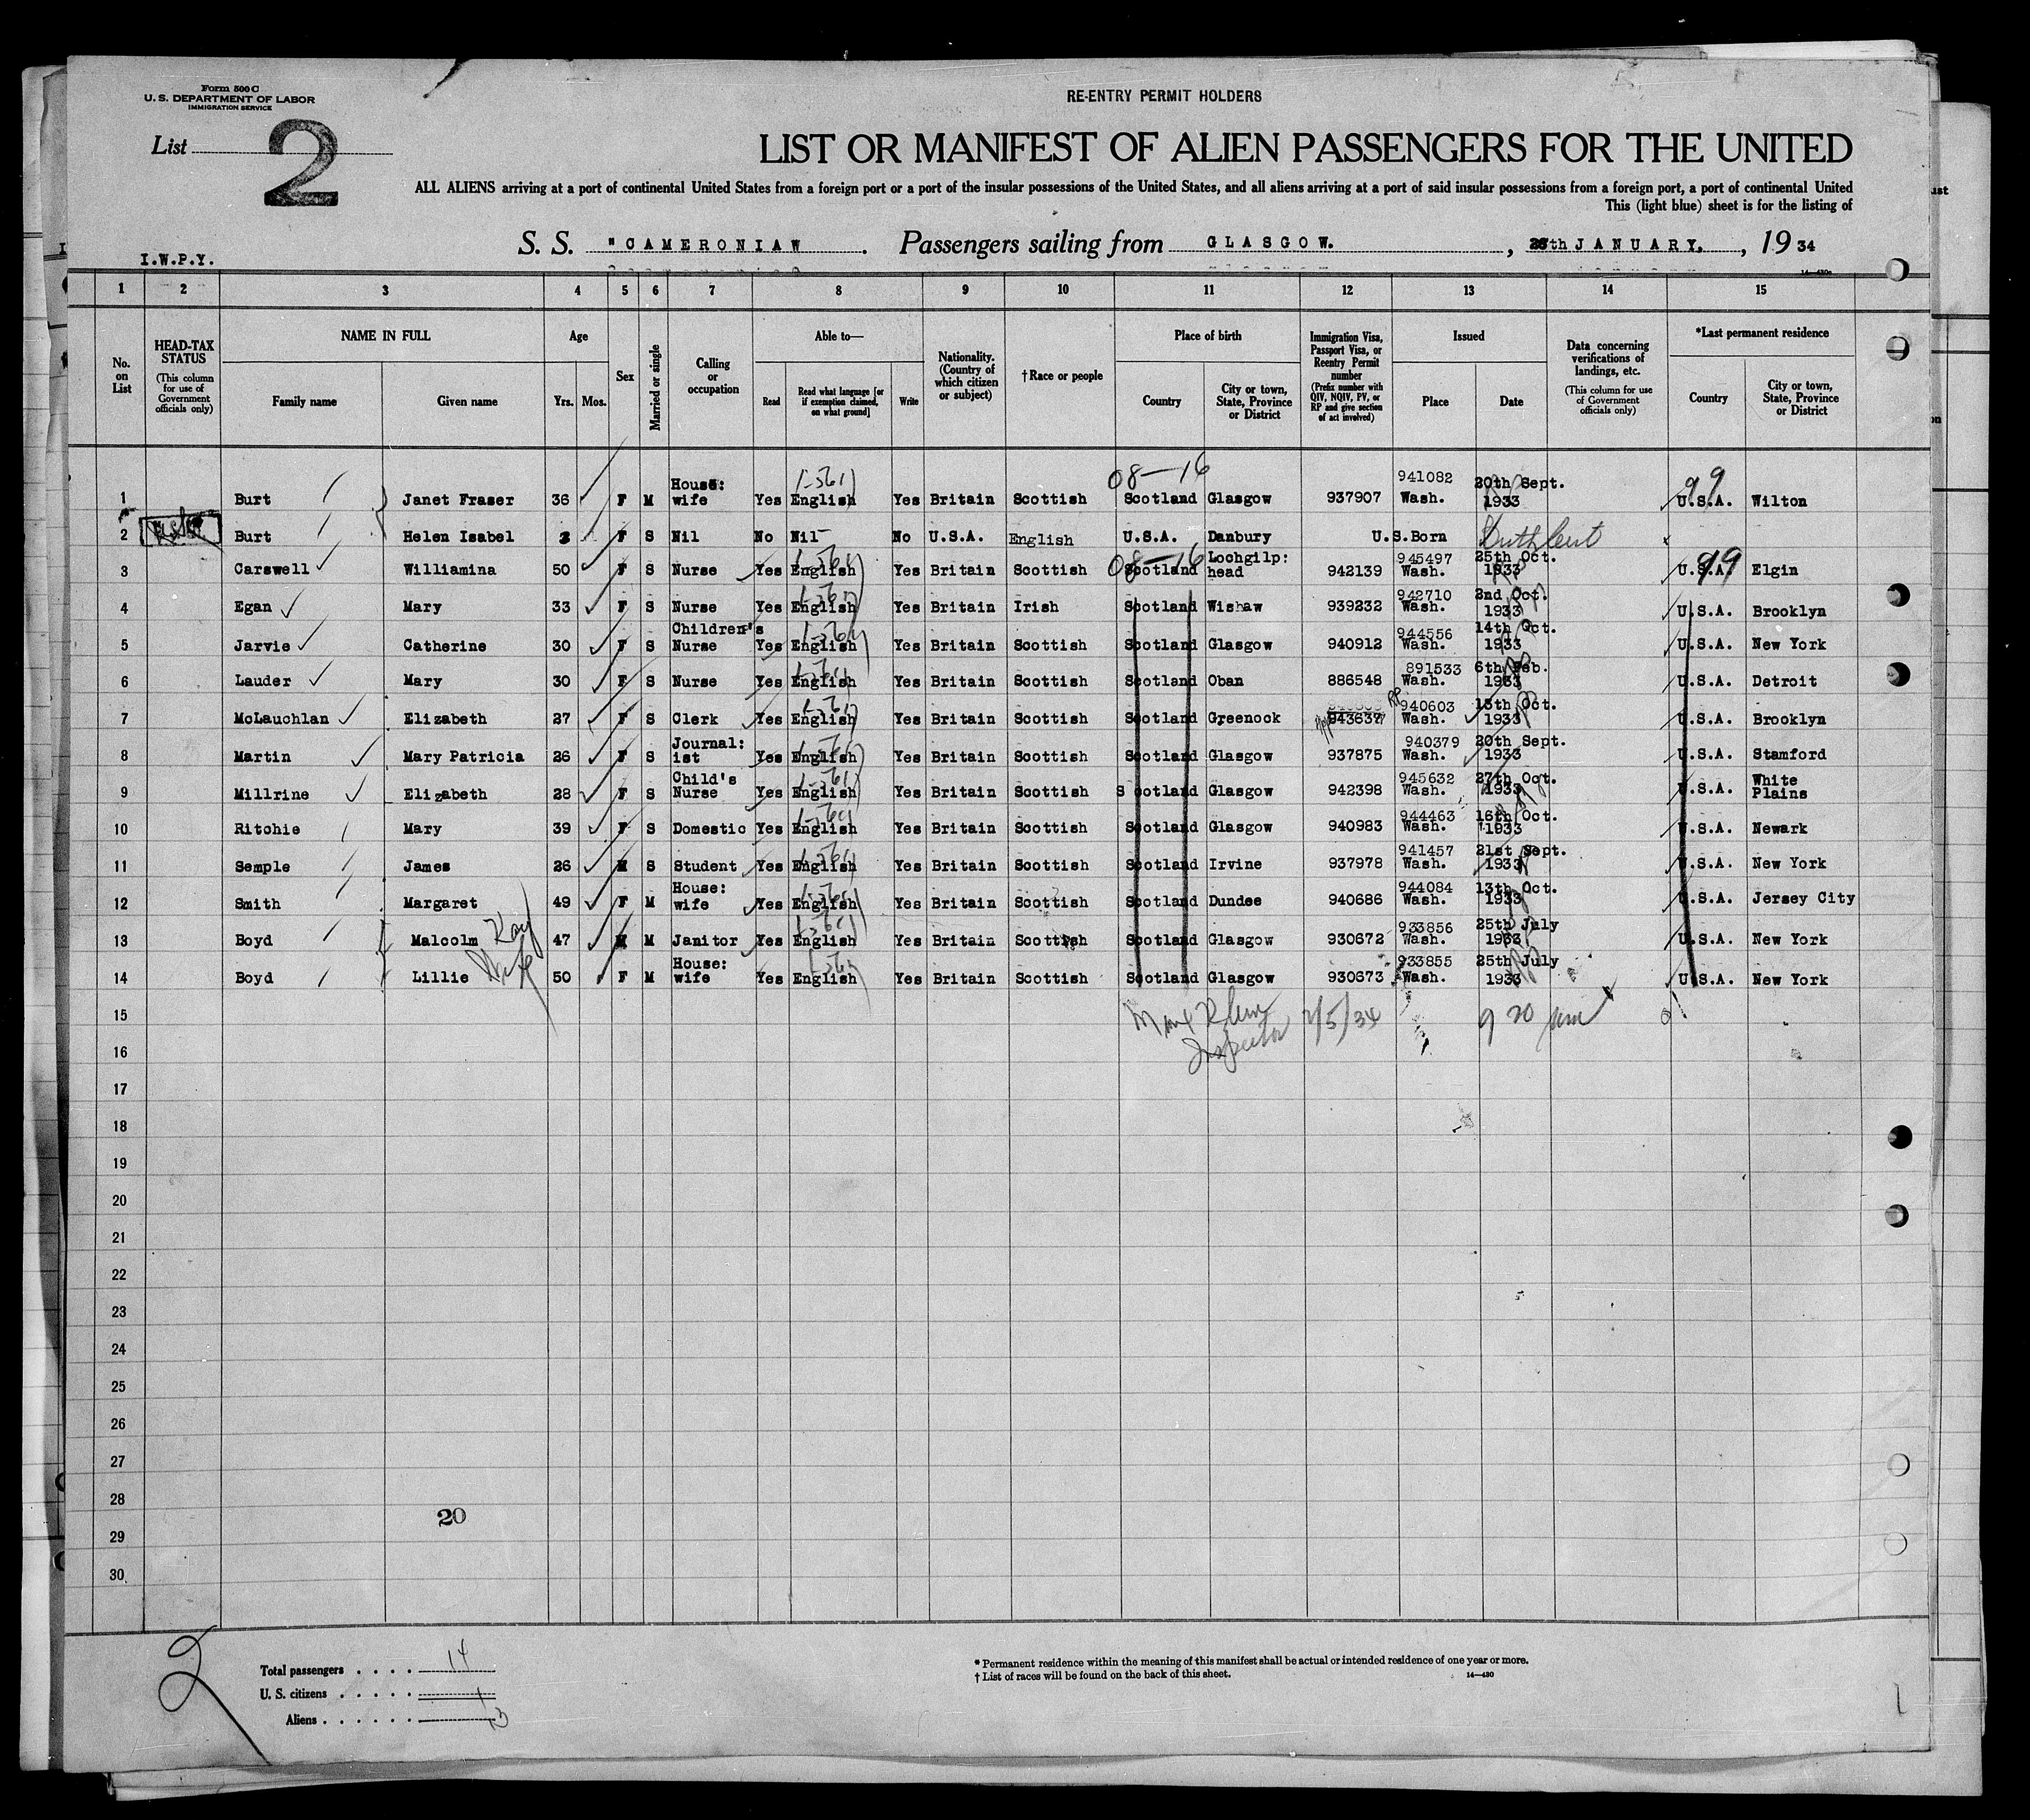 Form 500 C
U. S. DEPARTMENT OF LABOR
IMMIGRATION SERVICE
RE-ENTRY PERMIT HOLDERS
List 2
LIST OR MANIFEST OF ALIEN PASSENGERS FOR THE UNITED
ALL ALIENS arriving at a port of continental United States from a foreign port or a port of the insular possessions of the United States, and all aliens arriving at a port of said insular possessions from a foreign port, a port of continental United
This (light blue) sheet is for the listing of
I.W.P.Y.
S. S. "CAMERONIAW . Passengers sailing from GLASGOW. , th JANUARY. , 19 34
1 2 3 4 5 6 7 8 9 10 11 12 13 14 15
No. on List
HEAD-TAX STATUS (This column for use of Government officials only)
NAME IN FULL Family name Given name
Age Yrs. Mos.
Sex
Married or single
Calling or occupation
Able to— Read Read what language [or if exemption claimed, on what ground] Write
Nationality. (Country of which citizen or subject)
†Race or people
Place of birth Country City or town, State, Province or District
Immigration Visa, Passport Visa, or Reentry Permit number (Prefix number with QIV, NQIV, PV, or RP and give section of act involved)
Issued Place Date
Data concerning verifications of landings, etc. (This column for use of Government officials only)
*Last permanent residence Country City or town, State, Province or District
08—16 99
1 Burt Janet Fraser 36 F M House: wife Yes English Yes Britain Scottish Scotland Glasgow 937907 941082 Wash. 20th Sept. 1933 U.S.A. Wilton
2 Burt Helen Isabel F S Nil No Nil No U.S.A. English U.S.A. Danbury U.S.Born U.S.A.
08—16 99
3 Carswell Williamina 50 F S Nurse Yes English Yes Britain Scottish Scotland Lochgilp: head 942139 945497 Wash. 25th Oct. 1933 U.S.A. Elgin
4 Egan Mary 33 F S Nurse Yes English Yes Britain Irish Scotland Wishaw 939232 942710 Wash. 2nd Oct. 1933 U.S.A. Brooklyn
5 Jarvie Catherine 30 F S Children's Nurse Yes English Yes Britain Scottish Scotland Glasgow 940912 944556 Wash. 14th Oct. 1933 U.S.A. New York
6 Lauder Mary 30 F S Nurse Yes English Yes Britain Scottish Scotland Oban 886548 891533 Wash. 6th Feb. 1933 U.S.A. Detroit
7 McLauchlan Elizabeth 27 F S Clerk Yes English Yes Britain Scottish Scotland Greenock 943637 940603 Wash. 13th Oct. 1933 U.S.A. Brooklyn
8 Martin Mary Patricia 26 F S Journal: ist Yes English Yes Britain Scottish Scotland Glasgow 937875 940379 Wash. 20th Sept. 1933 U.S.A. Stamford
9 Millrine Elizabeth 28 F S Child's Nurse Yes English Yes Britain Scottish Scotland Glasgow 942398 945632 Wash. 27th Oct. 1933 U.S.A. White Plains
10 Ritchie Mary 39 F S Domestic Yes English Yes Britain Scottish Scotland Glasgow 940983 944463 Wash. 16th Oct. 1933 U.S.A. Newark
11 Semple James 26 M S Student Yes English Yes Britain Scottish Scotland Irvine 937978 941457 Wash. 21st Sept. 1933 U.S.A. New York
12 Smith Margaret 49 F M House: wife Yes English Yes Britain Scottish Scotland Dundee 940686 944084 Wash. 13th Oct. 1933 U.S.A. Jersey City
13 Boyd Malcolm Kay 47 M M Janitor Yes English Yes Britain Scottish Scotland Glasgow 930672 933856 Wash. 25th July 1933 U.S.A. New York
14 Boyd Lillie Wife 50 F M House: wife Yes English Yes Britain Scottish Scotland Glasgow 930673 933855 Wash. 25th July 1933 U.S.A. New York
15 2/5/34 9 20
Inspector
16
17
18
19
20
21
22
23
24
25
26
27
28
20
29
30
2
Total passengers . . . . 14
U. S. citizens . . . . . 1
Aliens . . . . . . 13
* Permanent residence within the meaning of this manifest shall be actual or intended residence of one year or more.
† List of races will be found on the back of this sheet. 14—430